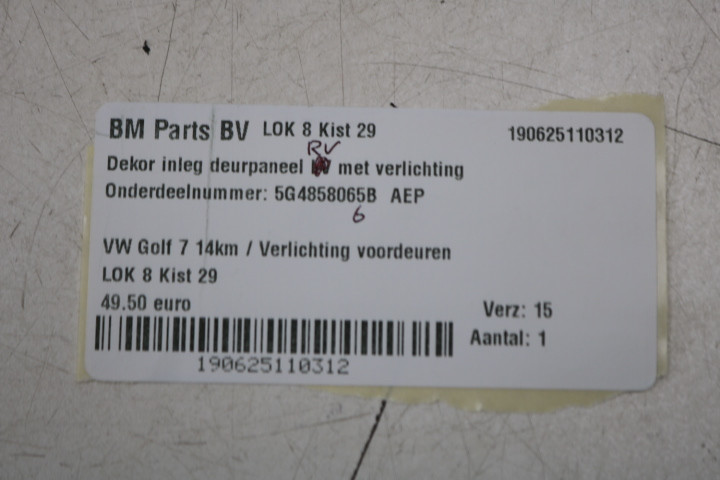 BM Parts BV LOK 8 Kist 29 190625110312
RV
Dekor inleg deurpaneel met verlichting
Onderdeelnummer: 5G4858065B AEP
6
VW Golf 7 14km / Verlichting voordeuren
LOK 8 Kist 29
49.50 euro Verz: 15
Aantal: 1
190625110312